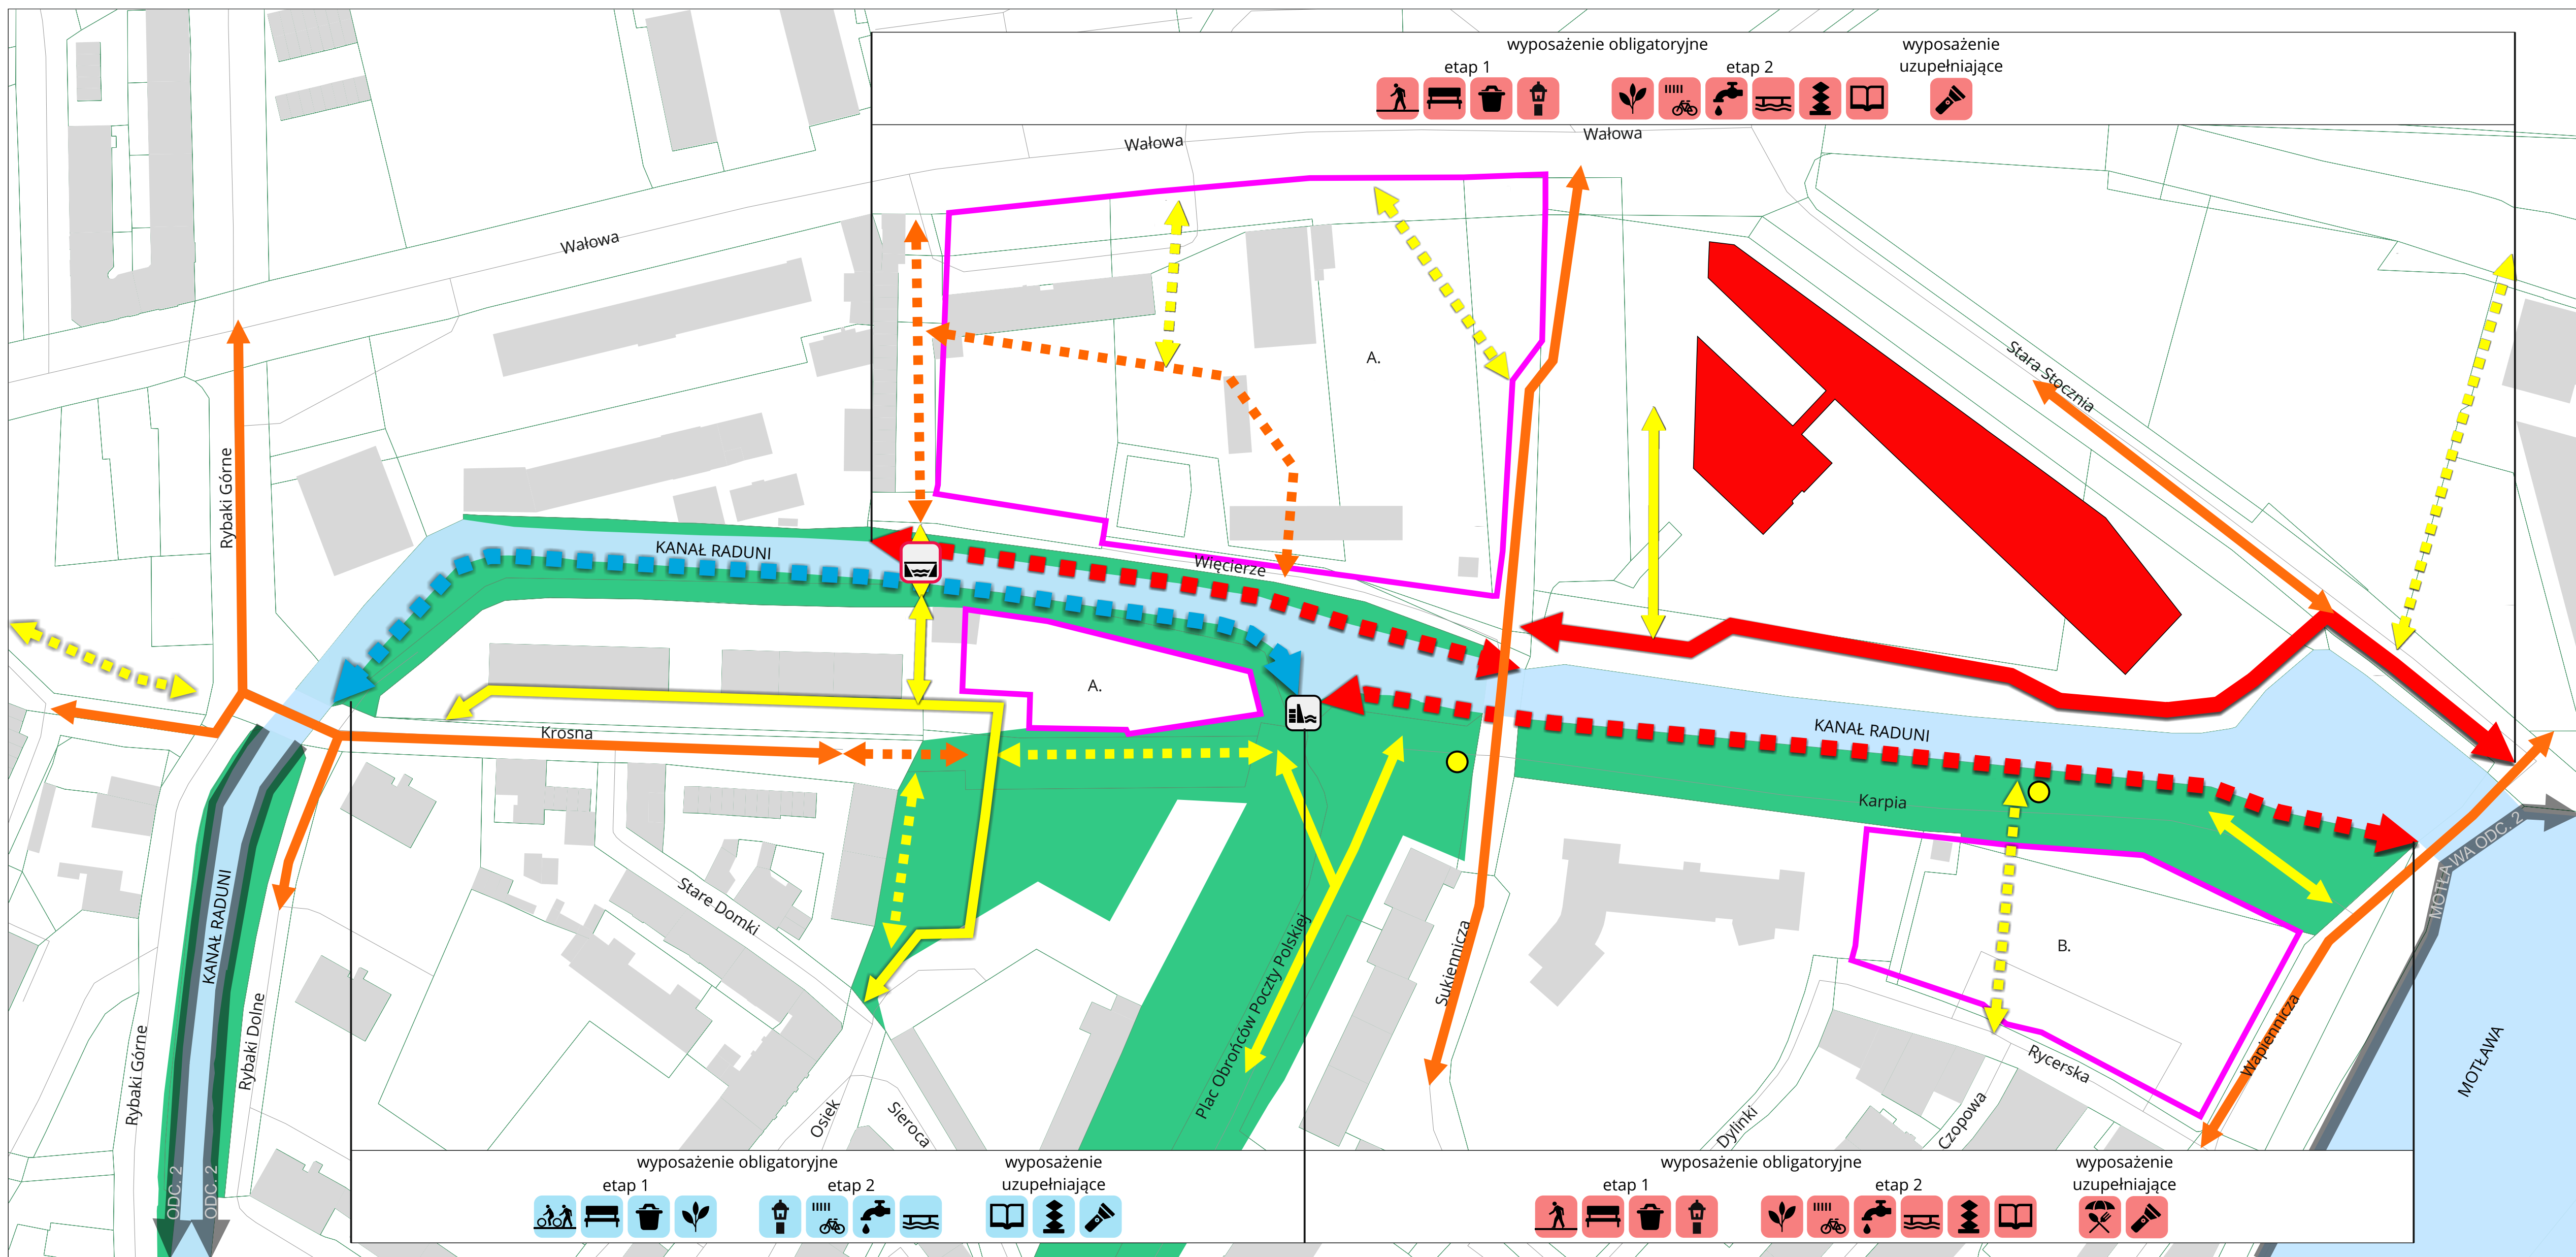 wyposażenie obligatoryjne
wyposażenie
uzupełniające
etap 1
etap 2
Wałowa
Wałowa
Wałowa
A.
Stara Stocznia
Rybaki Górne
KANAŁ RADUNI
Więcierze
A.
Krosna
KANAŁ RADUNI
Karpia
MOTŁAWA ODC. 2
Stare Domki
KANAŁ RADUNI
Plac Obrońców Poczty Polskiej
Sukiennicza
B.
Rybaki Górne
Rybaki Dolne
Wapiennicza
Rycerska
MOTŁAWA
Osiek
Sieroca
Dylinki
Czopowa
ODC. 2
ODC. 2
wyposażenie obligatoryjne
wyposażenie
uzupełniające
etap 1
etap 2
wyposażenie obligatoryjne
wyposażenie
uzupełniające
etap 1
etap 2